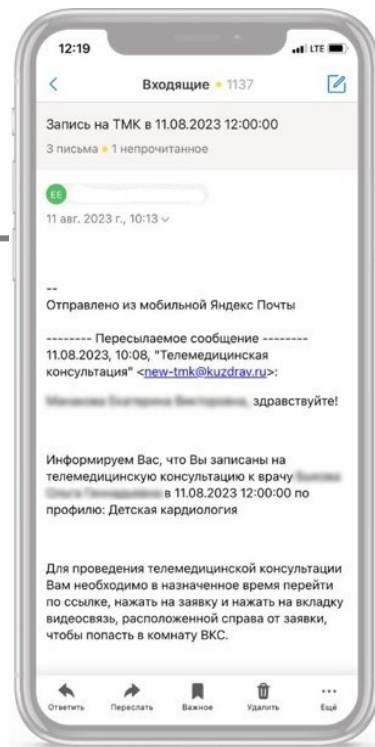 12:19
LTE
Входящие • 1137
Запись на ТМК в 11.08.2023 12:00:00
3 письма • 1 непрочитанное
ЕЕ
11 авг. 2023 г., 10:13
--
Отправлено из мобильной Яндекс Почты
-------- Пересылаемое сообщение --------
11.08.2023, 10:08, "Телемедицинская
консультация" <new-tmk@kuzdrav.ru>:
здравствуйте!
Информируем Вас, что Вы записаны на
телемедицинскую консультацию к врачу
в 11.08.2023 12:00:00 по
профилю: Детская кардиология
Для проведения телемедицинской консультации
Вам необходимо в назначенное время перейти
по ссылке, нажать на заявку и нажать на вкладку
видеосвязь, расположенной справа от заявки,
чтобы попасть в комнату ВКС.
Ответить Переслать Важное Удалить Ещё